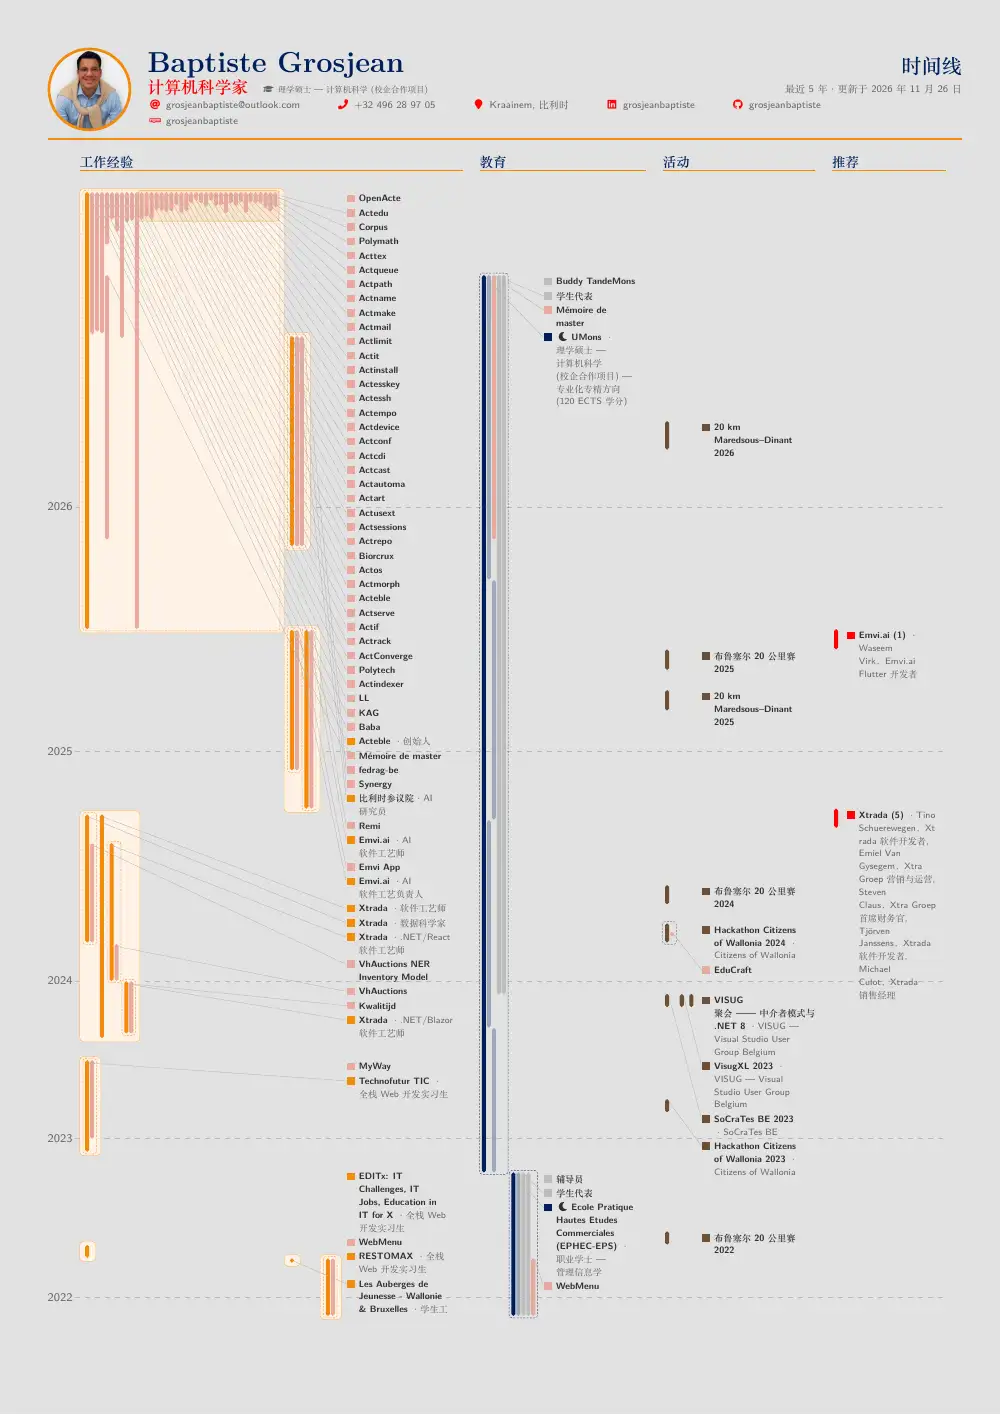 Baptiste Grosjean
计算机科学家
理学硕士 — 计算机科学 (校企合作项目)
grosjeanbaptiste@outlook.com
+32 496 28 97 05
Kraainem, 比利时
grosjeanbaptiste
grosjeanbaptiste
grosjeanbaptiste
时间线
最近 5 年 · 更新于 2026 年 11 月 26 日
工作经验
教育
活动
推荐
OpenActe
Actedu
Corpus
Polymath
Acttex
Actqueue
Actpath
Actname
Actmake
Actmail
Actlimit
Actit
Actinstall
Actesskey
Actessh
Actempo
Actdevice
Actconf
Actcdi
Actcast
Actautoma
Actart
Actusext
Actsessions
Actrepo
Biorcrux
Actos
Actmorph
Acteble
Actserve
Actif
Actrack
ActConverge
Polytech
Actindexer
LL
KAG
Baba
Acteble · 创始人
Mémoire de master
fedrag-be
Synergy
比利时参议院 · AI
研究员
Remi
Emvi.ai · AI
软件工艺师
Emvi App
Emvi.ai · AI
软件工艺负责人
Xtrada · 软件工艺师
Xtrada · 数据科学家
Xtrada · .NET/React
软件工艺师
VhAuctions NER
Inventory Model
VhAuctions
Kwalitijd
Xtrada · .NET/Blazor
软件工艺师
MyWay
Technofutur TIC ·
全栈 Web 开发实习生
EDITx: IT
Challenges, IT
Jobs, Education in
IT for X · 全栈 Web
开发实习生
WebMenu
RESTOMAX · 全栈
Web 开发实习生
Les Auberges de
Jeunesse - Wallonie
& Bruxelles · 学生工
2026
2025
2024
2023
2022
Buddy TandeMons
学生代表
Mémoire de
master
UMons ·
理学硕士 —
计算机科学
(校企合作项目) —
专业化专精方向
(120 ECTS 学分)
辅导员
学生代表
Ecole Pratique
Hautes Etudes
Commerciales
(EPHEC-EPS) ·
职业学士 —
管理信息学
WebMenu
20 km
Maredsous–Dinant
2026
布鲁塞尔 20 公里赛
2025
20 km
Maredsous–Dinant
2025
布鲁塞尔 20 公里赛
2024
Hackathon Citizens
of Wallonia 2024 ·
Citizens of Wallonia
EduCraft
VISUG
聚会 —— 中介者模式与
.NET 8 · VISUG —
Visual Studio User
Group Belgium
VisugXL 2023 ·
VISUG — Visual
Studio User Group
Belgium
SoCraTes BE 2023
· SoCraTes BE
Hackathon Citizens
of Wallonia 2023 ·
Citizens of Wallonia
布鲁塞尔 20 公里赛
2022
Emvi.ai (1) ·
Waseem
Virk, Emvi.ai
Flutter 开发者
Xtrada (5) · Tino
Schuerewegen, Xt
rada 软件开发者,
Emiel Van
Gysegem, Xtra
Groep 营销与运营,
Steven
Claus, Xtra Groep
首席财务官,
Tjörven
Janssens, Xtrada
软件开发者,
Michael
Culot, Xtrada
销售经理